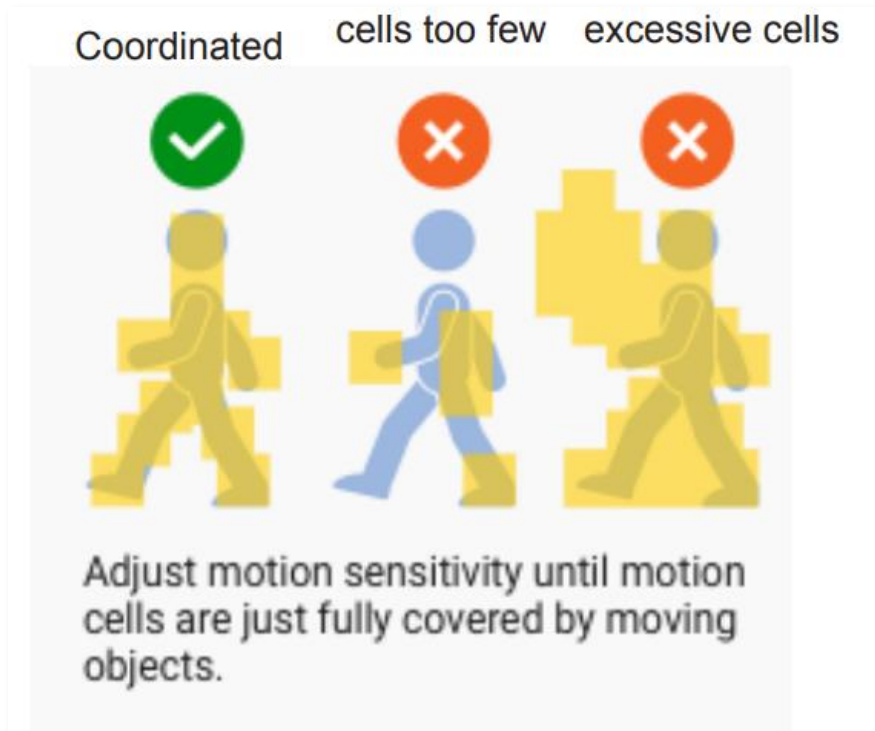 Coordinated
cells too few
excessive cells
Adjust motion sensitivity until motion
cells are just fully covered by moving
objects.